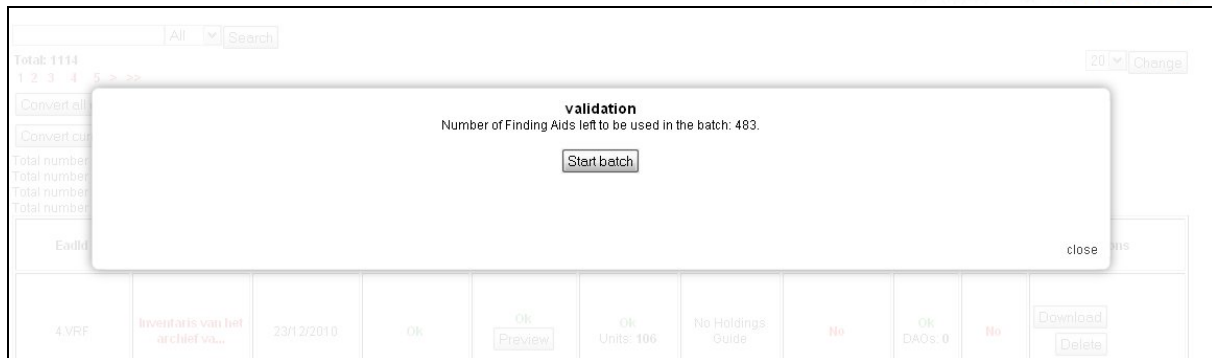 All Search
Total: 1114
20 Change
1 2 3 4 5 > >>
Convert all
validation
Number of Finding Aids left to be used in the batch: 483.
Convert cur
Start batch
Total number
Total number
Total number
Total number
EadId
close
ons
4.VRF
Inventaris van het
archief va...
23/12/2010
Ok
Ok
Preview
Ok
Units: 106
No Holdings
Guide
No
Ok
DAOs: 0
No
Download
Delete